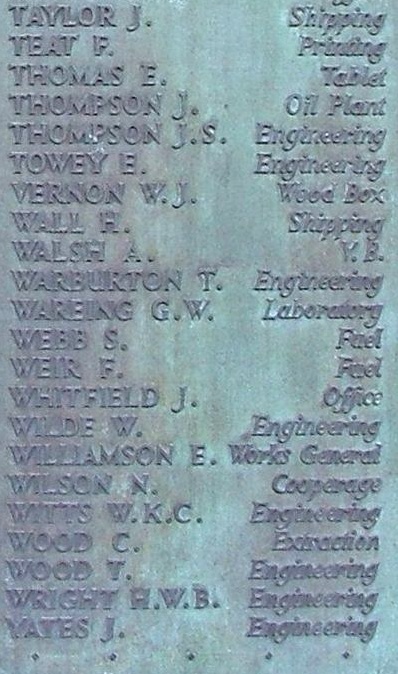 TAYLOR J. Shipping
TEAT F. Printing
THOMAS E. Tablet
THOMPSON J. Oil Plant
THOMPSON J.S. Engineering
TOWEY E. Engineering
VERNON W.J. Wood Box
WALL H. Shipping
WALSH A. Y.B.
WARBURTON T. Engineering
WAREING G.W. Laboratory
WEBB S. Fuel
WEIR F. Fuel
WHITFIELD J. Office
WILDE W. Engineering
WILLIAMSON E. Works General
WILSON N. Cooperage
WITTS W.K.C. Engineering
WOOD C. Extraction
WOOD T. Engineering
WRIGHT H.W.B. Engineering
YATES J. Engineering